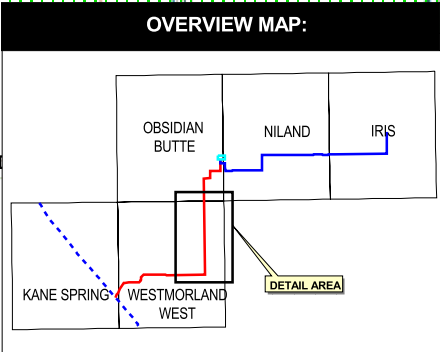 OVERVIEW MAP:
OBSIDIAN
BUTTE
NILAND
IRIS
KANE SPRING
WESTMORLAND
WEST
DETAIL AREA